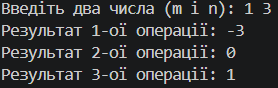 Введіть два числа (m і n): 1 3
Результат 1-ої операції: -3
Результат 2-ої операції: 0
Результат 3-ої операції: 1